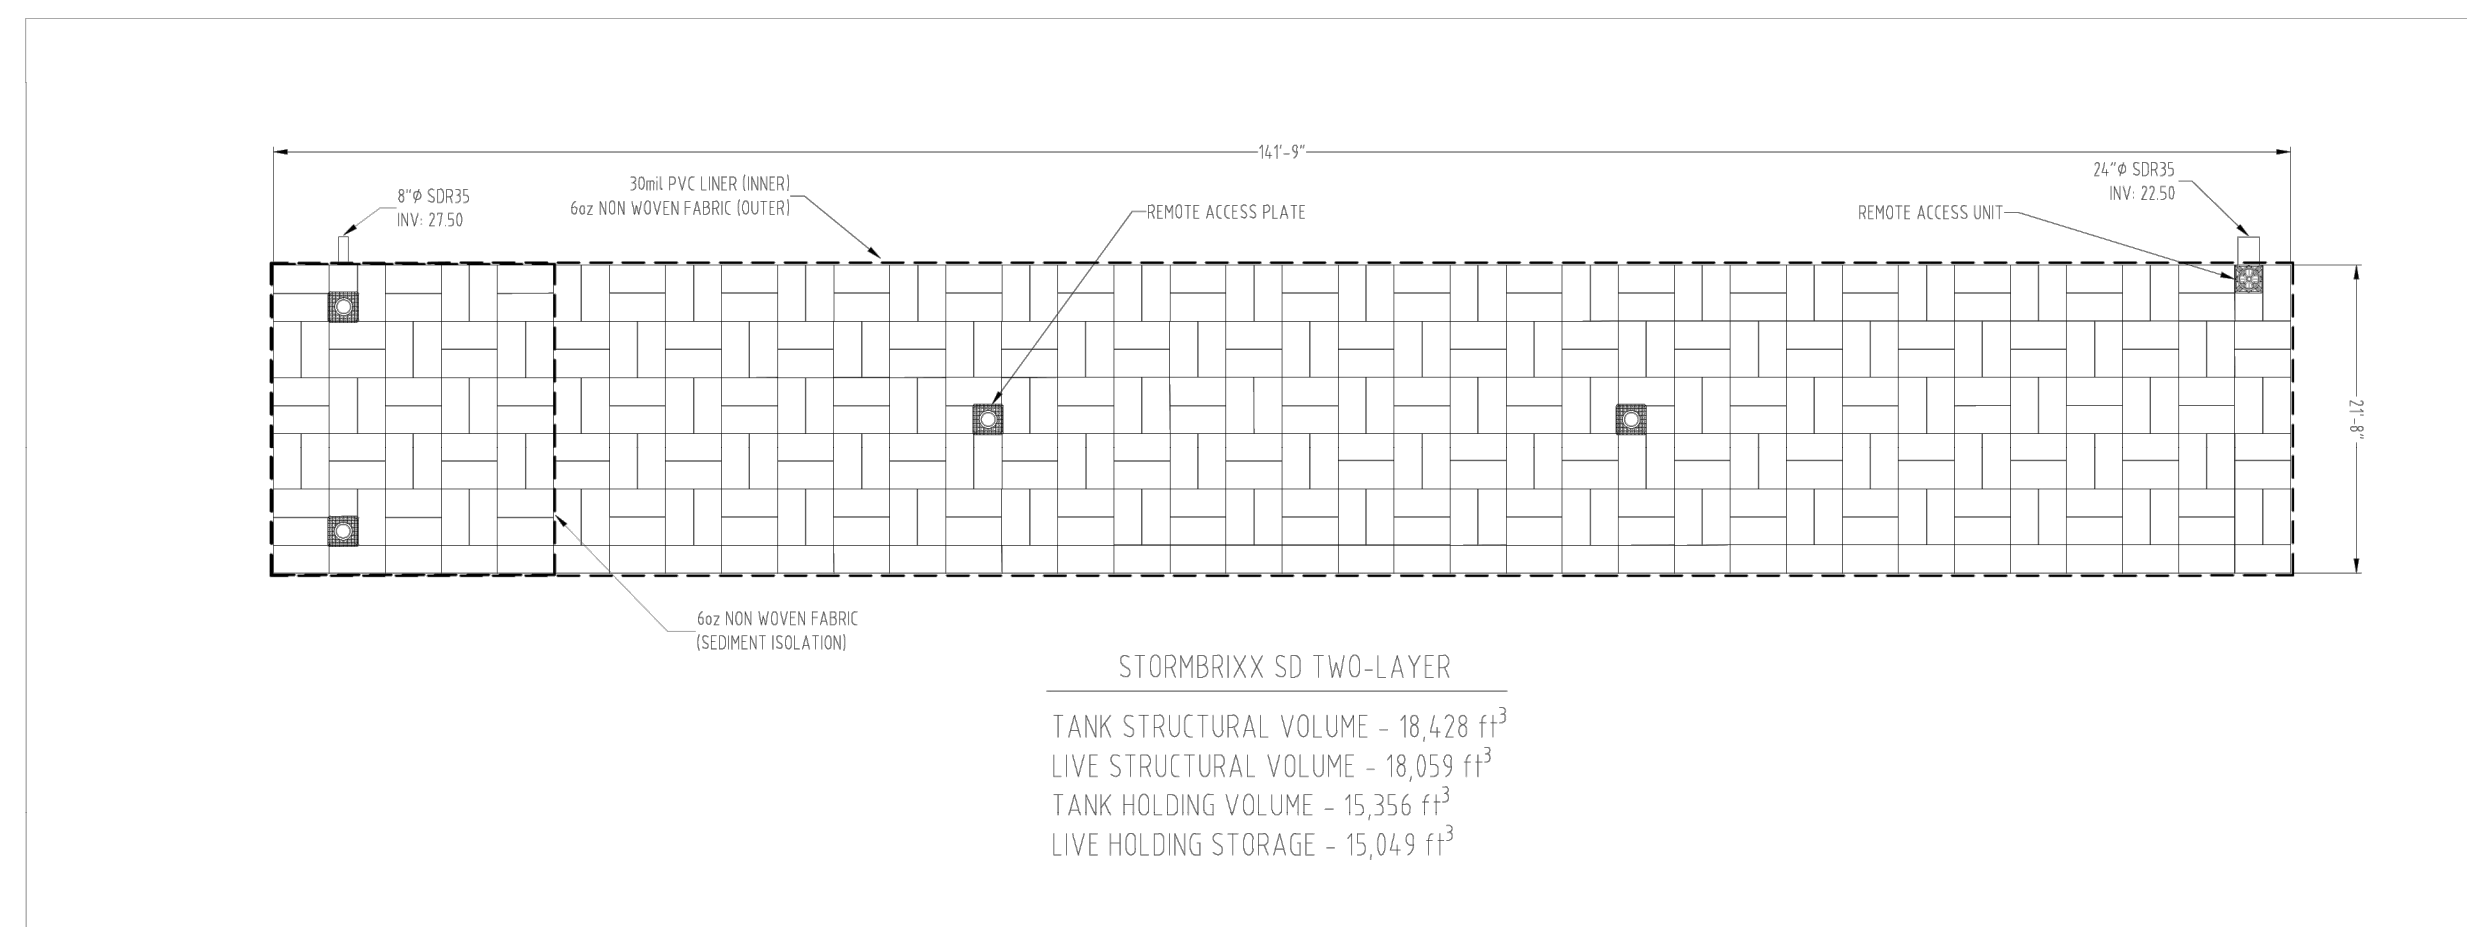 141'-9"
8"φ SDR35
INV: 27.50
30mil PVC LINER (INNER)
6oz NON WOVEN FABRIC (OUTER)
REMOTE ACCESS PLATE
REMOTE ACCESS UNIT
24"φ SDR35
INV: 22.50
21'-8"
6oz NON WOVEN FABRIC
(SEDIMENT ISOLATION)
STORMBRIXX SD TWO-LAYER
TANK STRUCTURAL VOLUME - 18,428 ft³
LIVE STRUCTURAL VOLUME - 18,059 ft³
TANK HOLDING VOLUME - 15,356 ft³
LIVE HOLDING STORAGE - 15,049 ft³